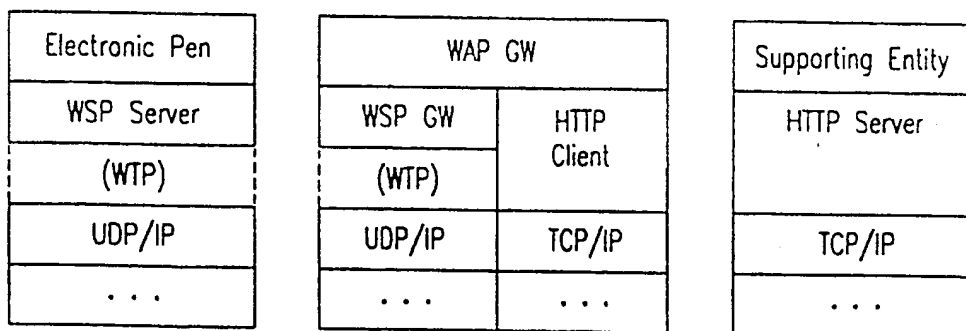 Electronic Pen
WSP Server
(WTP)
UDP/IP
. . .
WAP GW
WSP GW
(WTP)
UDP/IP
. . .
HTTP
Client
TCP/IP
. . .
Supporting Entity
HTTP Server
TCP/IP
. . .